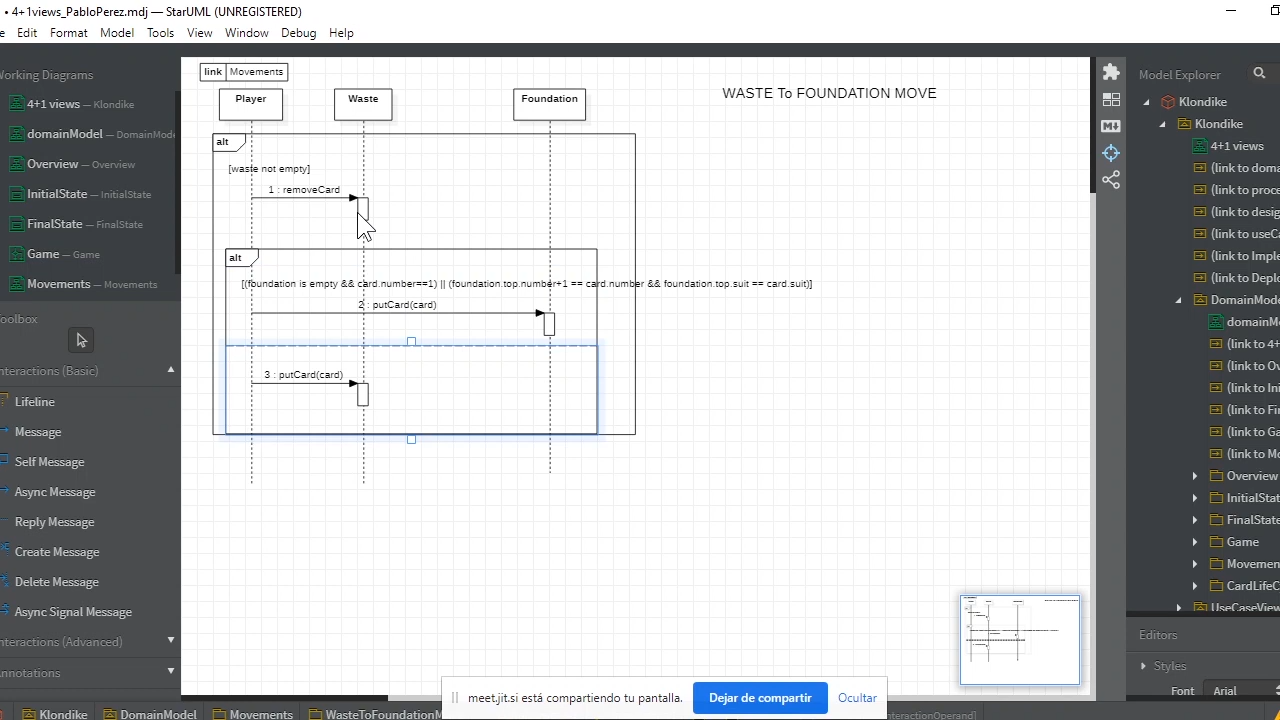 4+1views_PabloPerez.mdj — StarUML (UNREGISTERED)
Edit Format Model Tools View Window Debug Help
Working Diagrams
4+1 views — Klondike
domainModel — DomainMode
Overview — Overview
InitialState — InitialState
FinalState — FinalState
Game — Game
Movements — Movements
Toolbox
Interactions (Basic)
Lifeline
Message
Self Message
Async Message
Reply Message
Create Message
Delete Message
Async Signal Message
Interactions (Advanced)
Annotations
link Movements
Player Waste Foundation
WASTE To FOUNDATION MOVE
alt
[waste not empty]
1 : removeCard
alt
[(foundation is empty && card.number==1) || (foundation.top.number+1 == card.number && foundation.top.suit == card.suit)]
2 : putCard(card)
3 : putCard(card)
Model Explorer
Klondike
Klondike
4+1 views
(link to doma
(link to proce
(link to desig
(link to useCa
(link to Imple
(link to Deplo
DomainMode
domainMo
(link to 4+
(link to Ov
(link to Ini
(link to Fin
(link to Ga
(link to Mo
Overview
InitialStat
FinalState
Game
Movemen
CardLifeC
UseCaseView
Editors
Styles
Font Arial
meet.jit.si está compartiendo tu pantalla. Dejar de compartir Ocultar
Klondike DomainModel Movements WasteToFoundationM nteractionOperand]